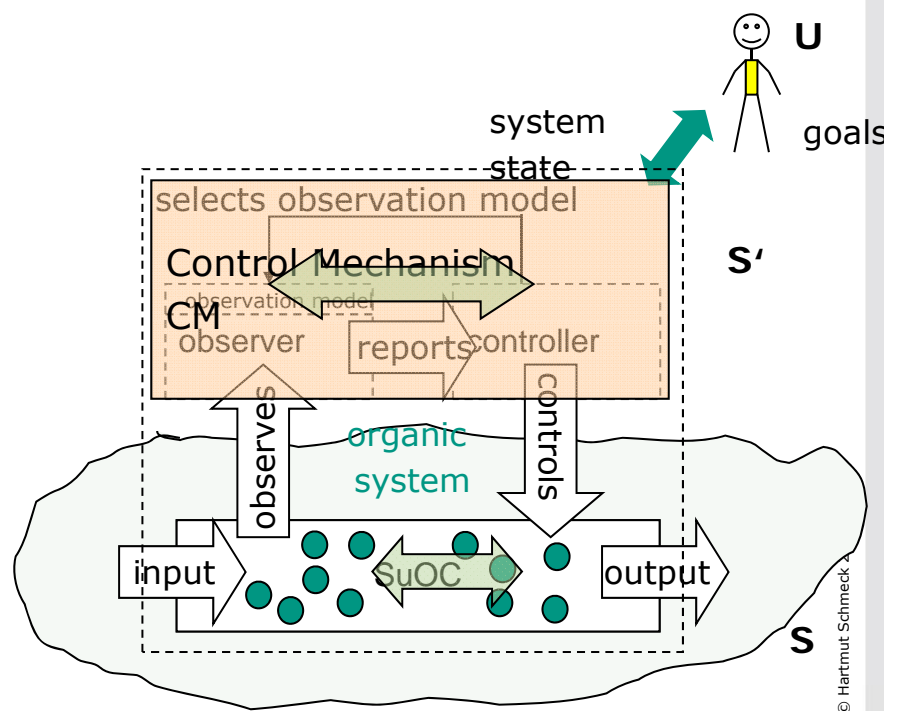 U
system
goals
state
selects observation model
S‘
Control Mechanism
observation model
CM
observer
reports
controller
observes
controls
organic
system
input
SuOC
output
S
© Hartmut Schmeck